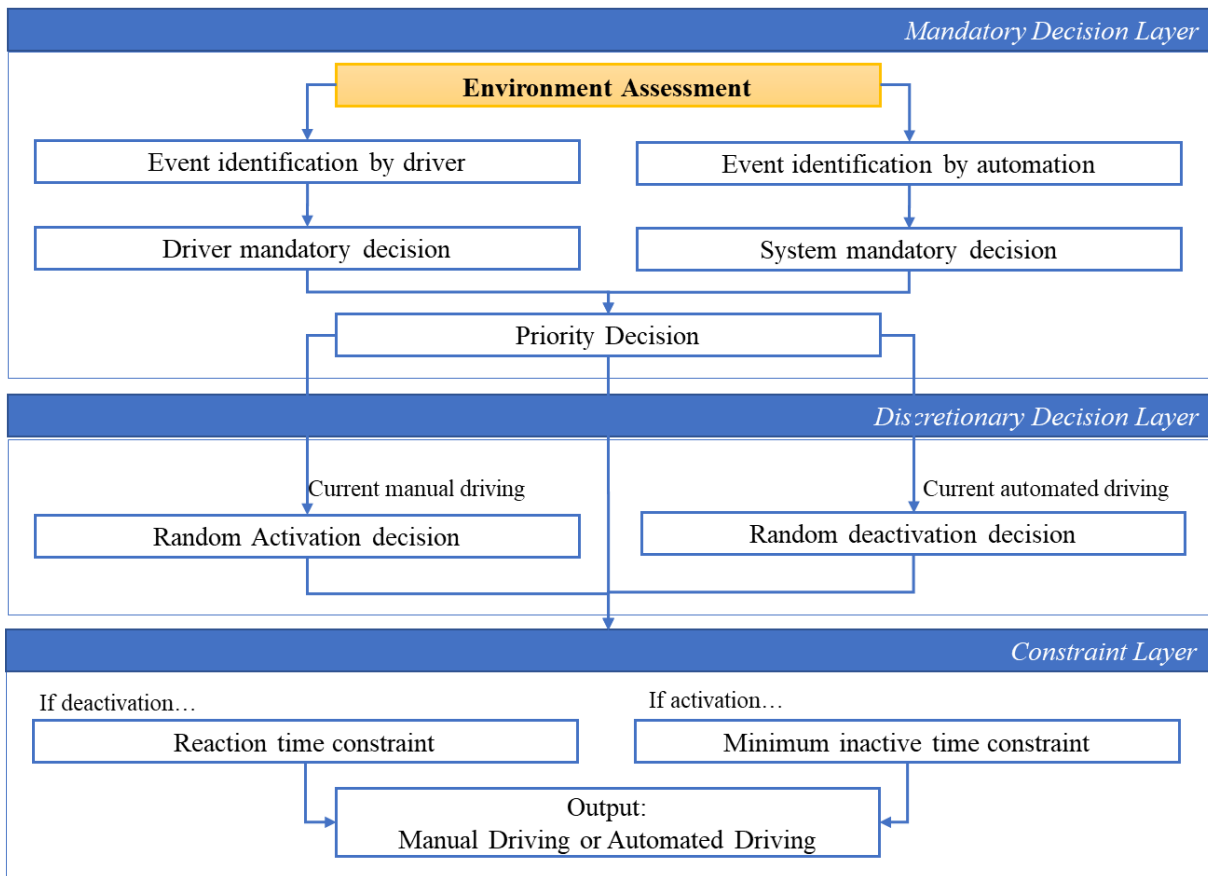 Mandatory Decision Layer
Environment Assessment
Event identification by driver
Event identification by automation
Driver mandatory decision
System mandatory decision
Priority Decision
Discretionary Decision Layer
Current manual driving
Current automated driving
Random Activation decision
Random deactivation decision
Constraint Layer
If deactivation…
If activation…
Reaction time constraint
Minimum inactive time constraint
Output:
Manual Driving or Automated Driving